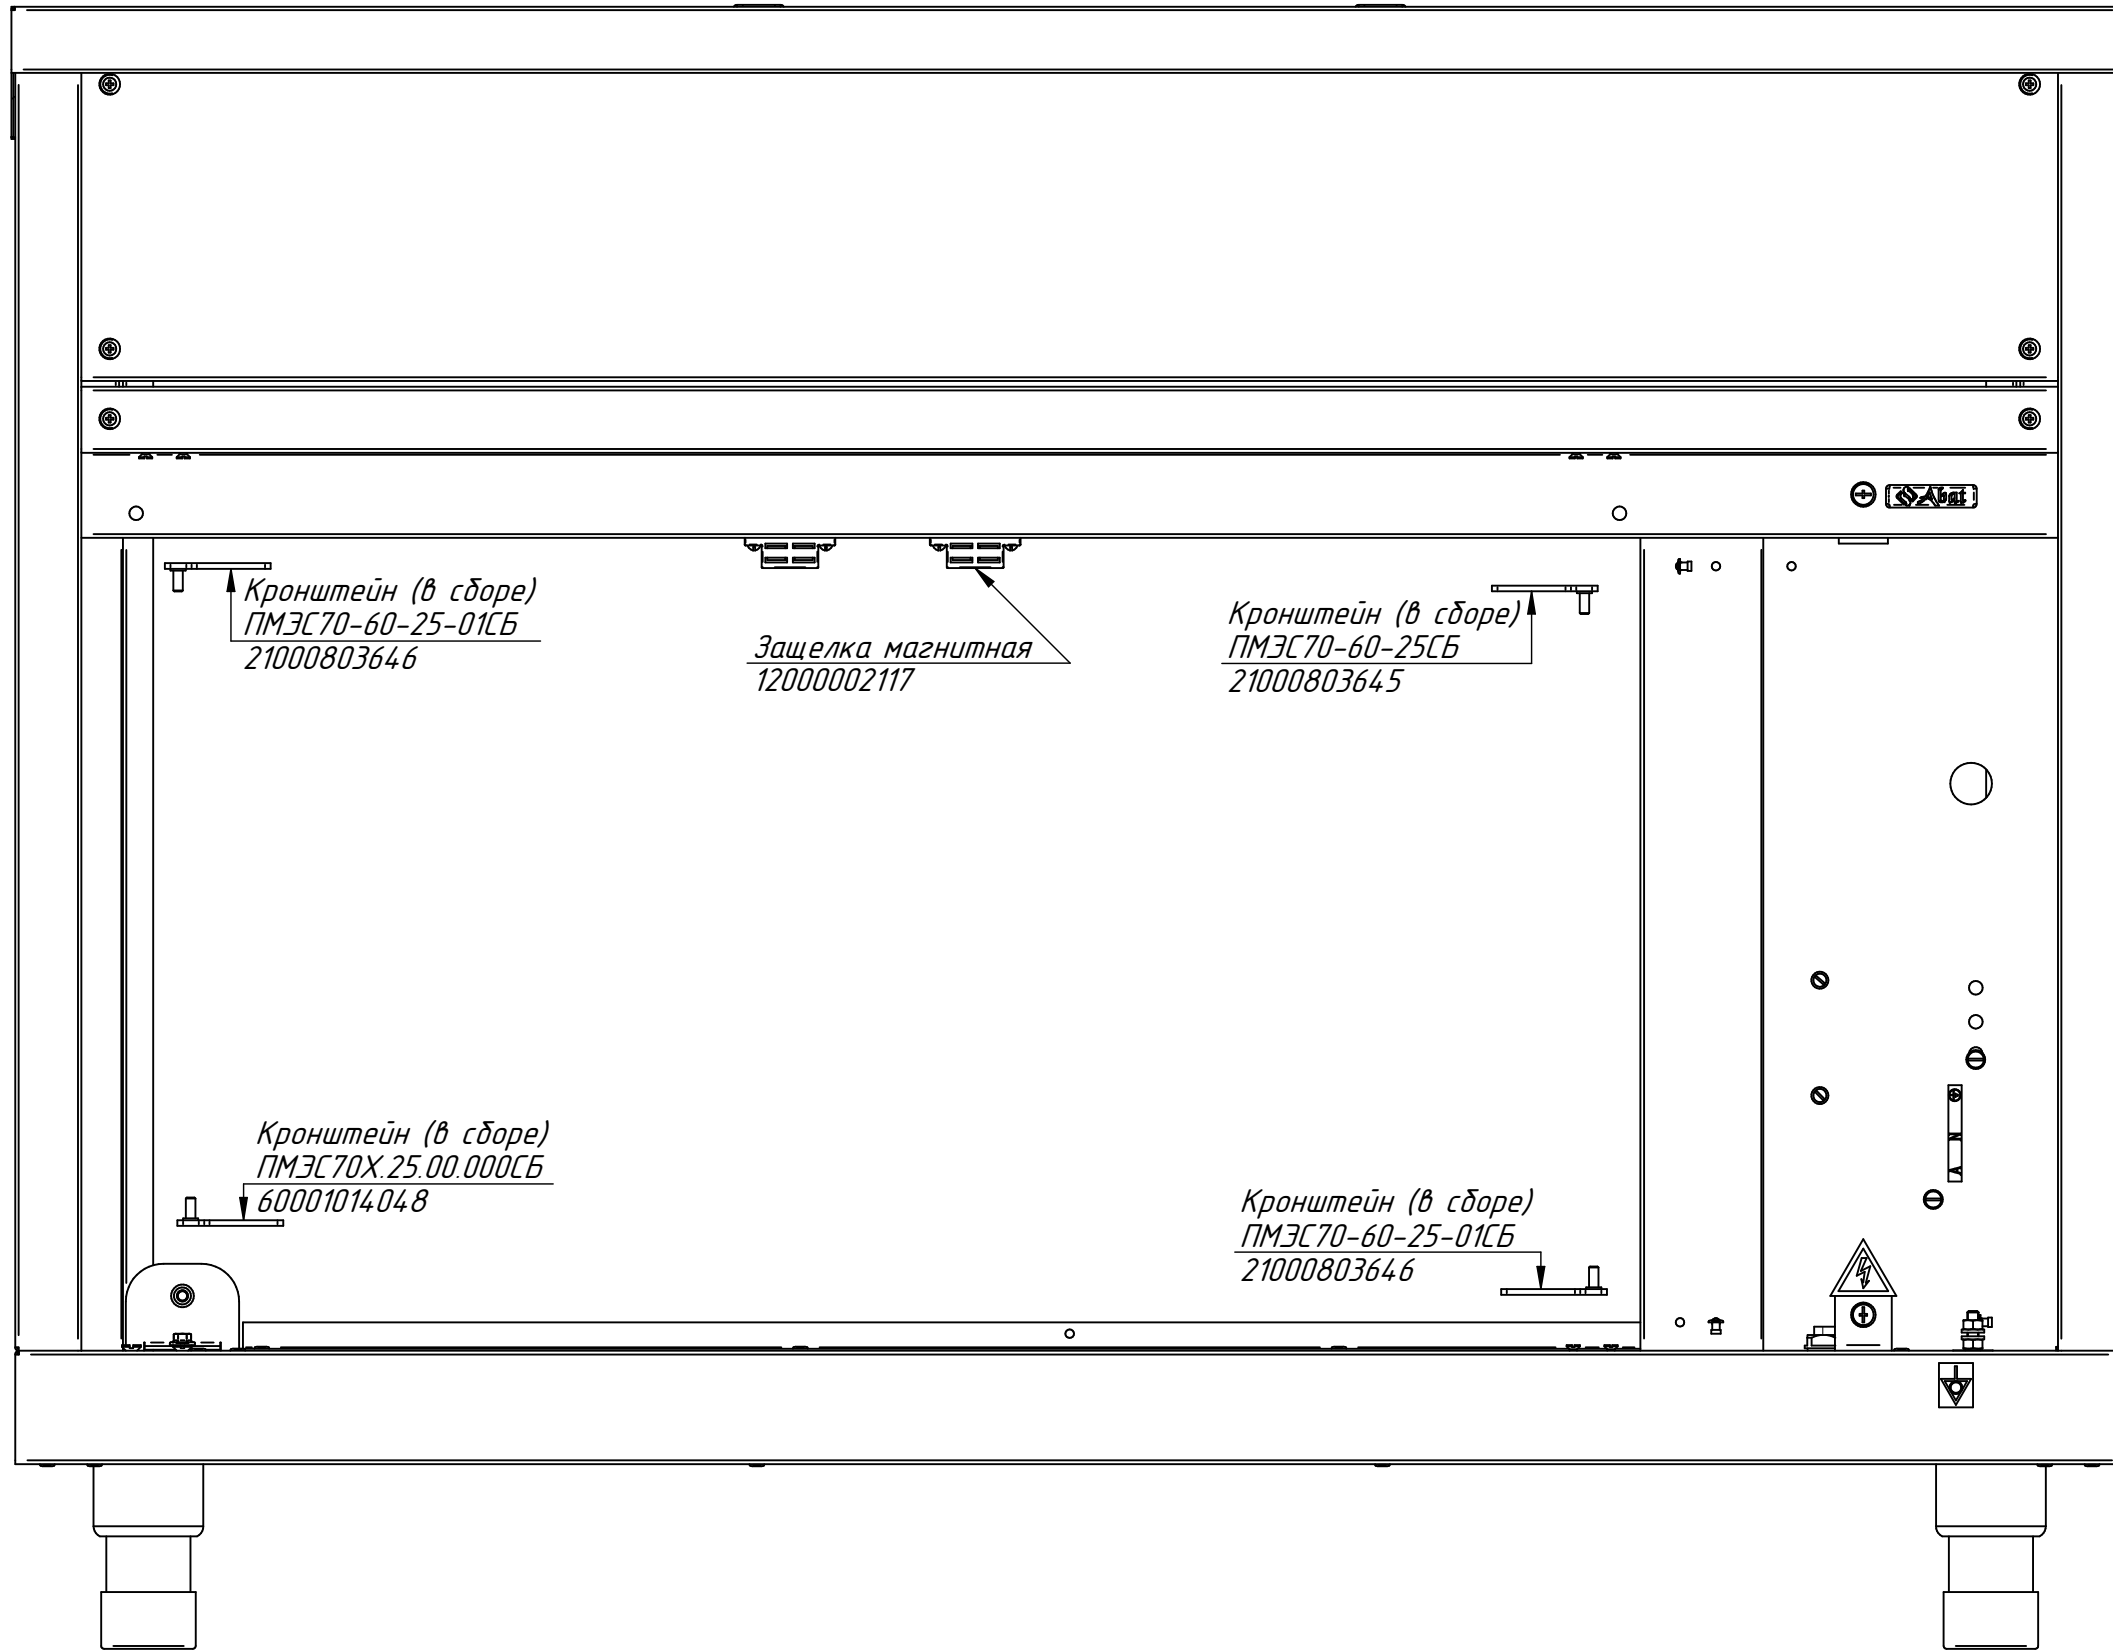 Abat
Кронштейн (в сборе)
ПМЭС70-60-25-01СБ
21000803646
Защелка магнитная
12000002117
Кронштейн (в сборе)
ПМЭС70-60-25СБ
21000803645
Кронштейн (в сборе)
ПМЭС70Х.25.00.000СБ
60001014048
Кронштейн (в сборе)
ПМЭС70-60-25-01СБ
21000803646
N
A